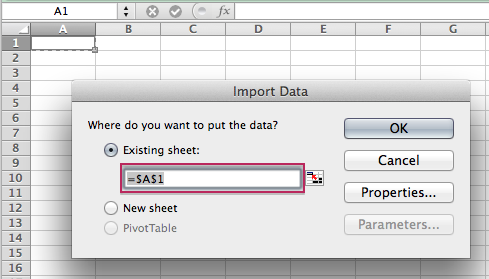 A1 fx
A B C D E F G
1
2
3
4
5
6
7
8
9
10
11
12
13
14
15
16
Import Data
Where do you want to put the data?
Existing sheet:
=$A$1
New sheet
PivotTable
OK
Cancel
Properties...
Parameters...